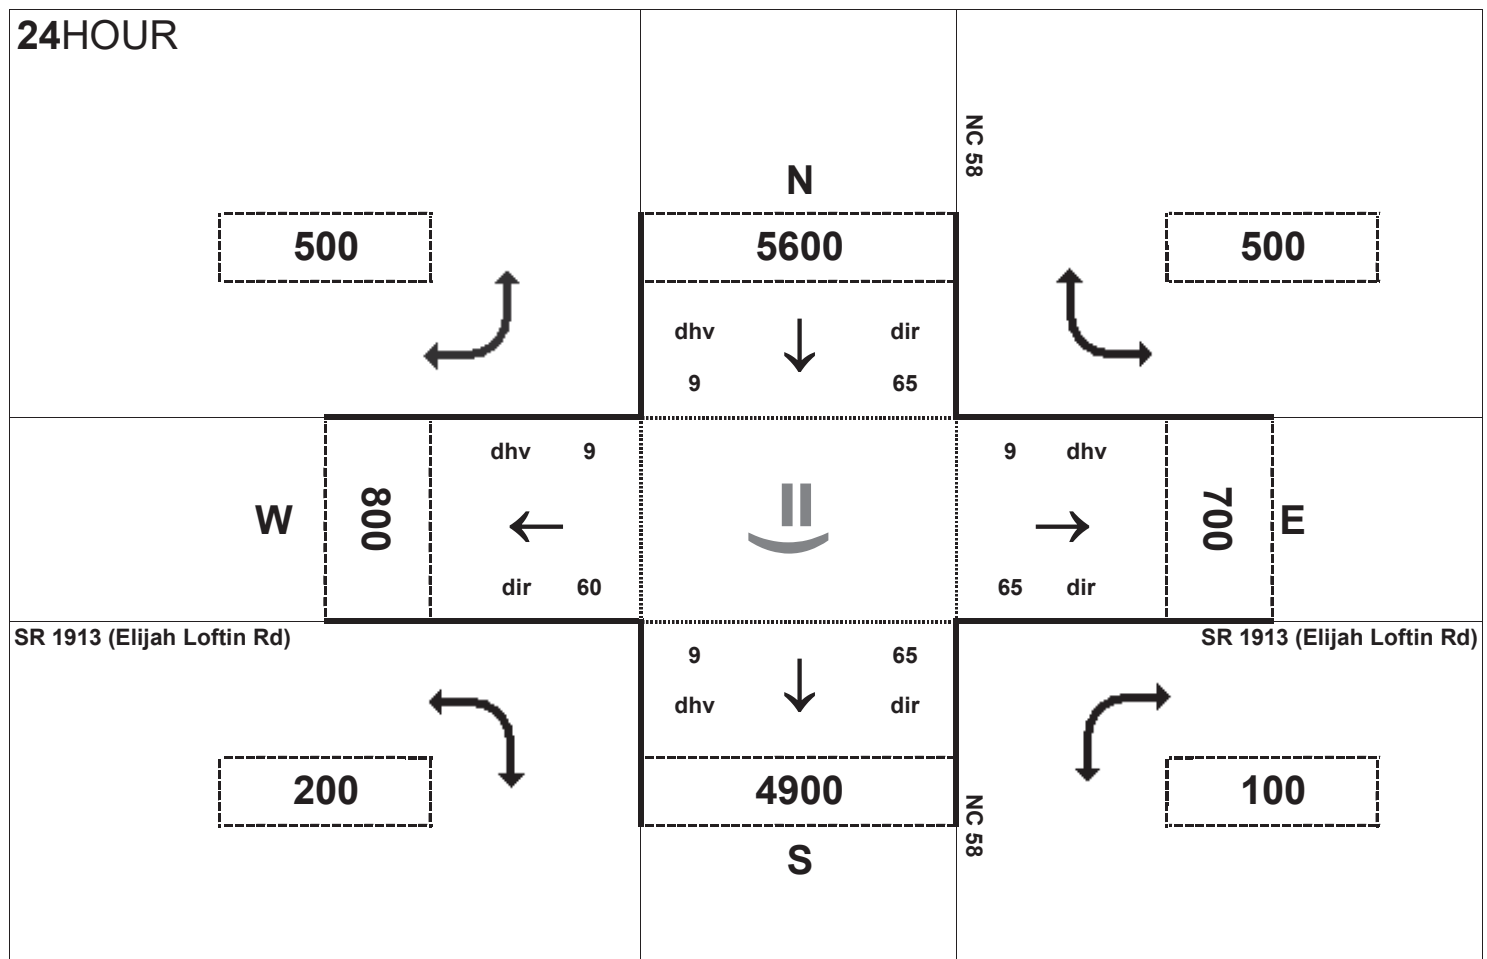 24HOUR
NC 58
N
500
5600
500
dhv
dir
9
65
dhv 9
9 dhv
W
800
700
E
dir 60
65 dir
SR 1913 (Elijah Loftin Rd)
SR 1913 (Elijah Loftin Rd)
9
65
dhv
dir
200
4900
100
NC 58
S